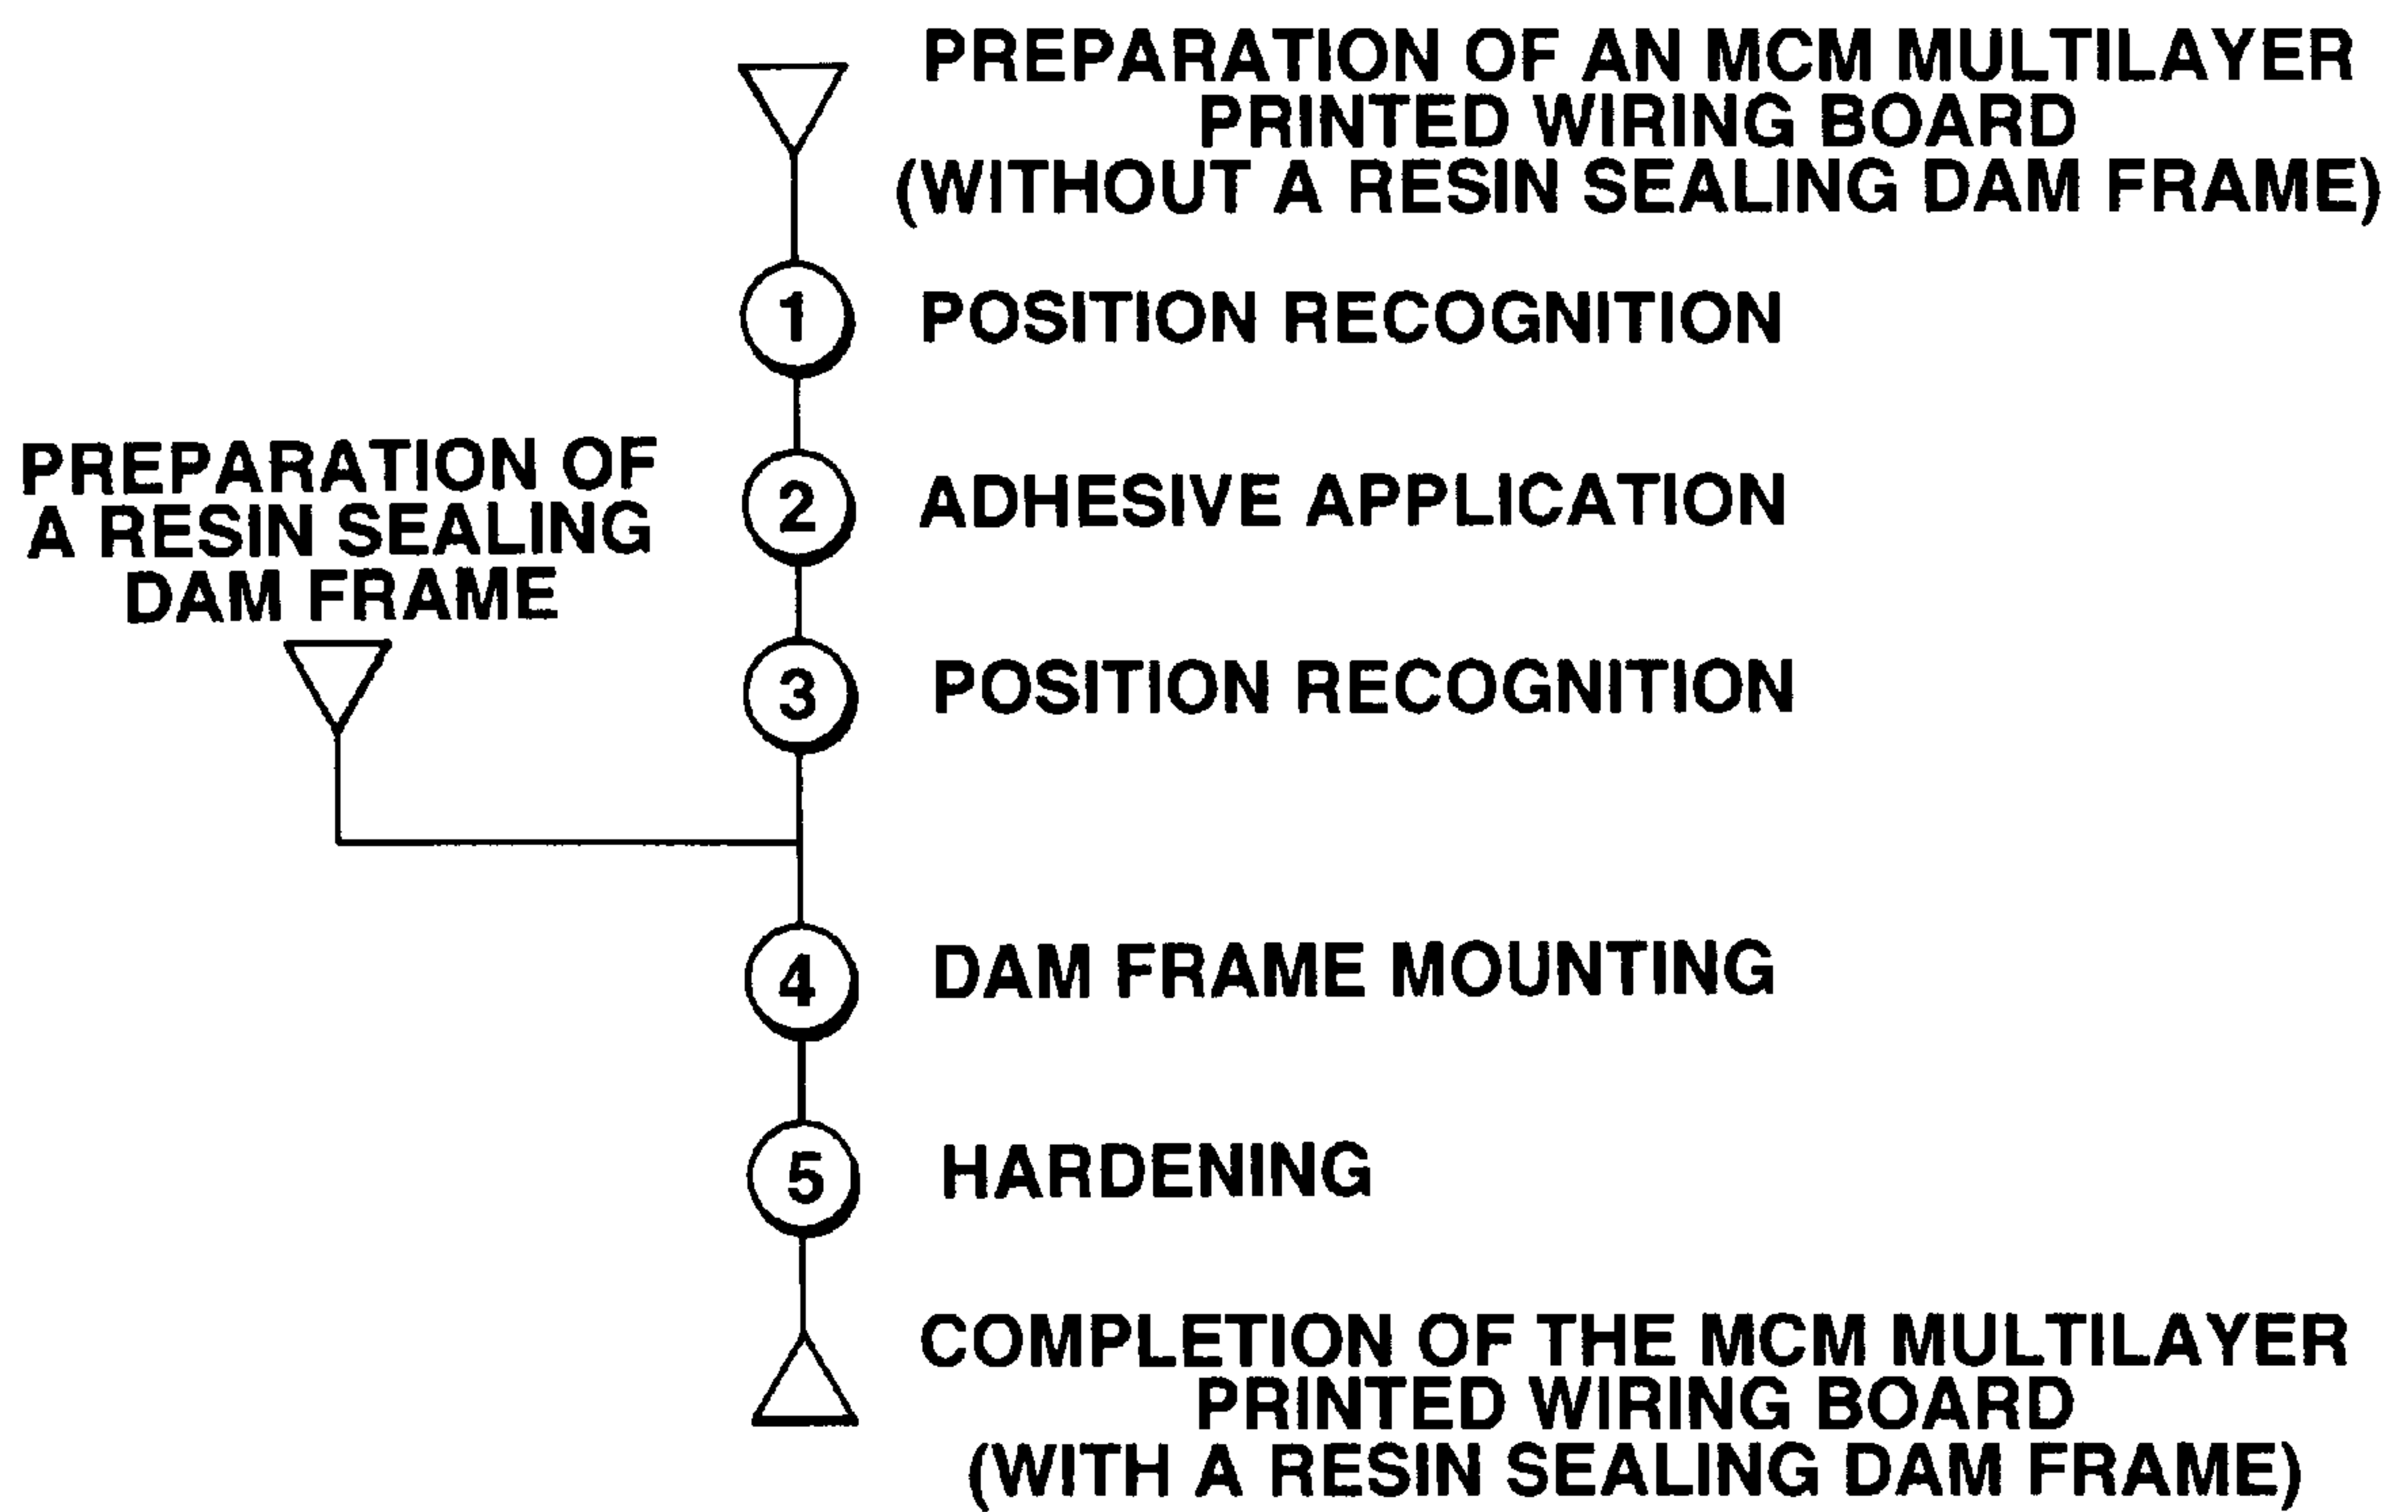 PREPARATION OF AN MCM MULTILAYER
PRINTED WIRING BOARD
(WITHOUT A RESIN SEALING DAM FRAME)
1 POSITION RECOGNITION
2 ADHESIVE APPLICATION
PREPARATION OF
A RESIN SEALING
DAM FRAME
3 POSITION RECOGNITION
4 DAM FRAME MOUNTING
5 HARDENING
COMPLETION OF THE MCM MULTILAYER
PRINTED WIRING BOARD
(WITH A RESIN SEALING DAM FRAME)